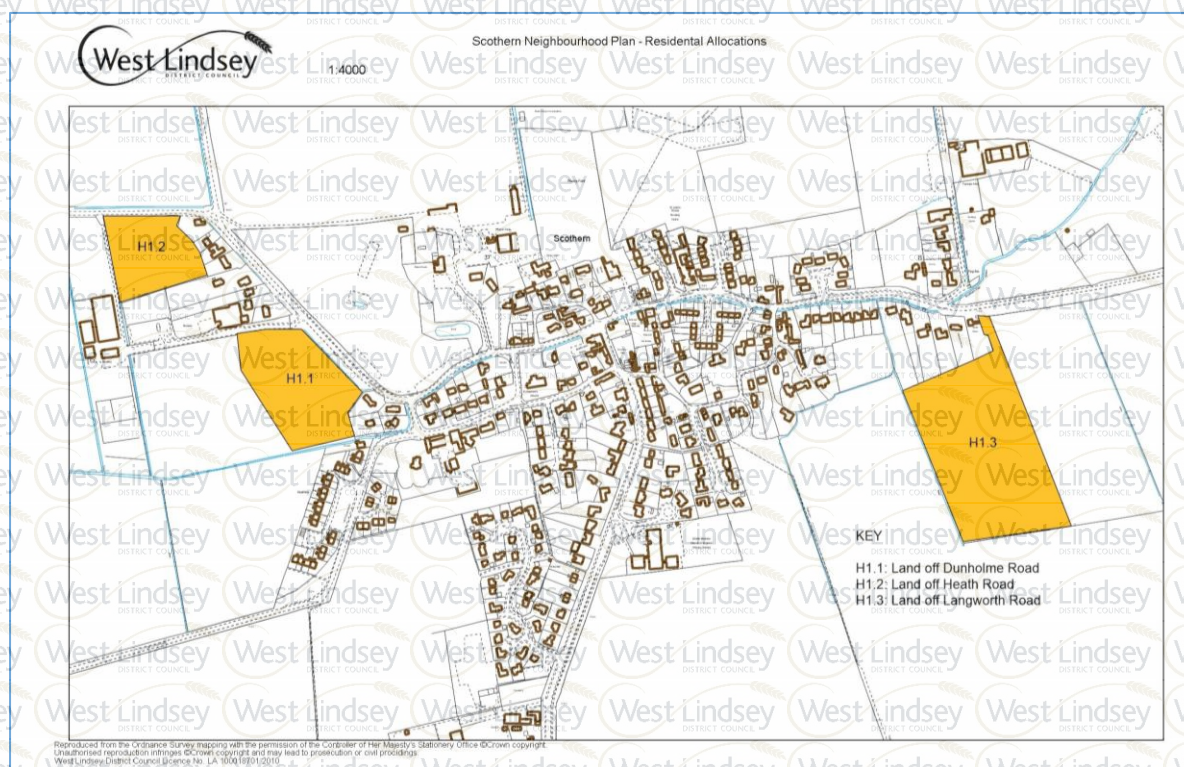 West Lindsey
DISTRICT COUNCIL
Scothern Neighbourhood Plan - Residental Allocations
1:4000
H1.2
Scothern
H1.1
H1.3
KEY
H1.1: Land off Dunholme Road
H1.2: Land off Heath Road
H1.3: Land off Langworth Road
Reproduced from the Ordnance Survey mapping with the permission of the Controller of Her Majesty's Stationery Office ©Crown copyright.
Unauthorised reproduction infringes ©Crown copyright and may lead to prosecution or civil procidings
West Lindsey District Council Licence No. LA 100018701 2010